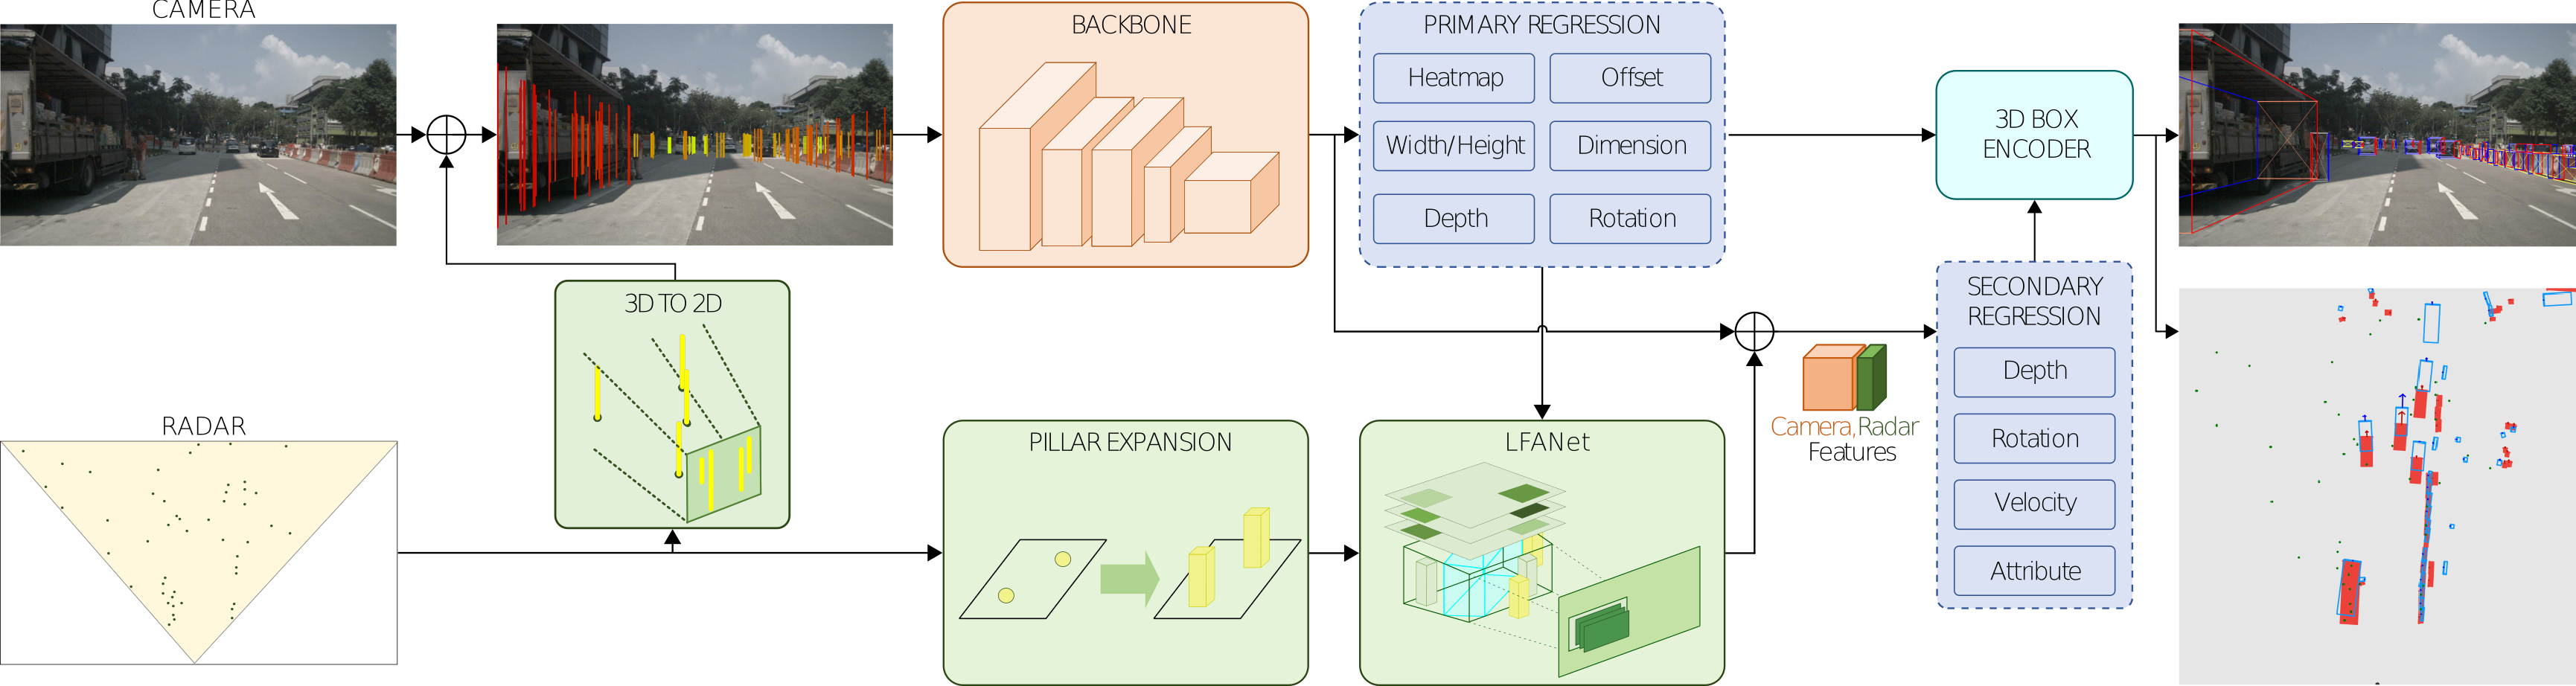 CAMERA
BACKBONE
PRIMARY REGRESSION
Heatmap
Offset
Width/Height
Dimension
Depth
Rotation
3D BOX
ENCODER
3D TO 2D
SECONDARY
REGRESSION
Depth
Rotation
Velocity
Attribute
RADAR
PILLAR EXPANSION
LFANet
Camera,Radar
Features